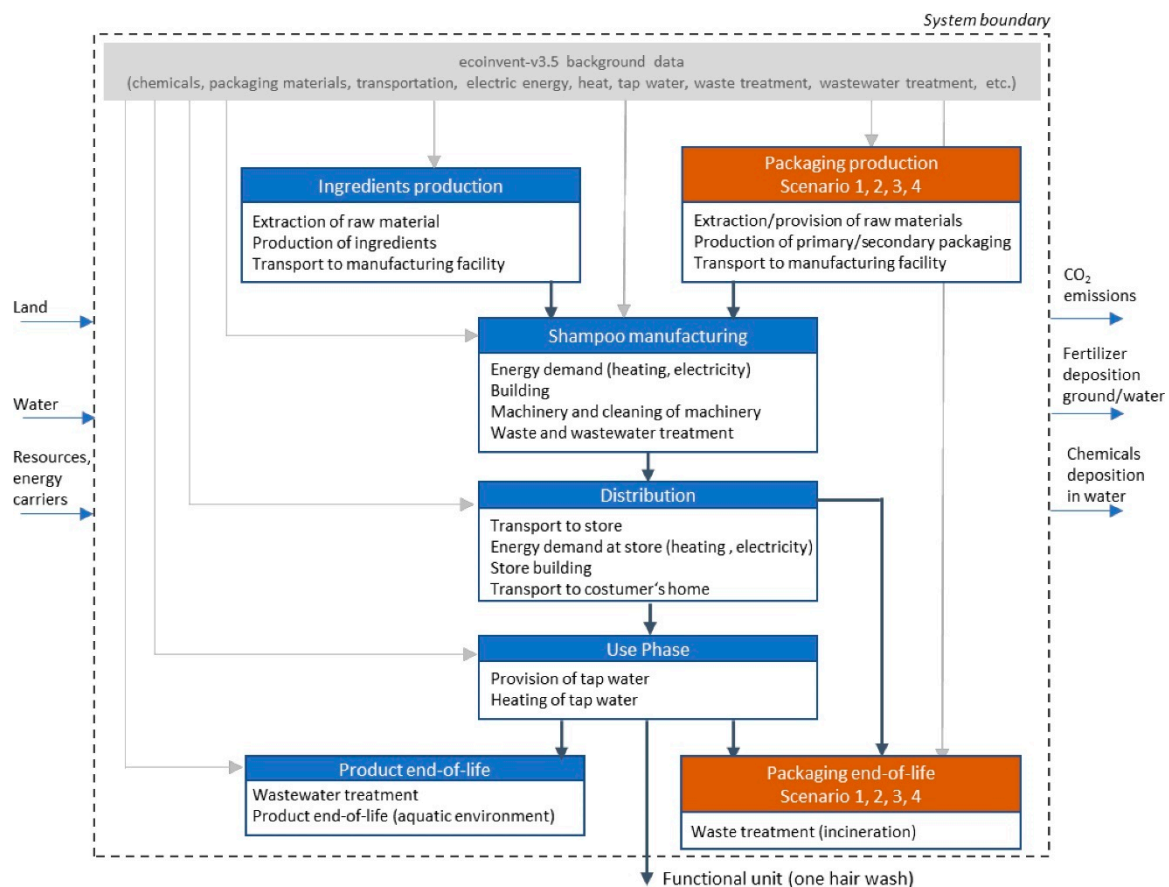 System boundary
ecoinvent-v3.5 background data
(chemicals, packaging materials, transportation, electric energy, heat, tap water, waste treatment, wastewater treatment, etc.)
Ingredients production
Extraction of raw material
Production of ingredients
Transport to manufacturing facility
Packaging production
Scenario 1, 2, 3, 4
Extraction/provision of raw materials
Production of primary/secondary packaging
Transport to manufacturing facility
Land
Water
Resources,
energy
carriers
CO₂
emissions
Fertilizer
deposition
ground/water
Chemicals
deposition
in water
Shampoo manufacturing
Energy demand (heating, electricity)
Building
Machinery and cleaning of machinery
Waste and wastewater treatment
Distribution
Transport to store
Energy demand at store (heating , electricity)
Store building
Transport to costumer‘s home
Use Phase
Provision of tap water
Heating of tap water
Product end-of-life
Wastewater treatment
Product end-of-life (aquatic environment)
Packaging end-of-life
Scenario 1, 2, 3, 4
Waste treatment (incineration)
Functional unit (one hair wash)